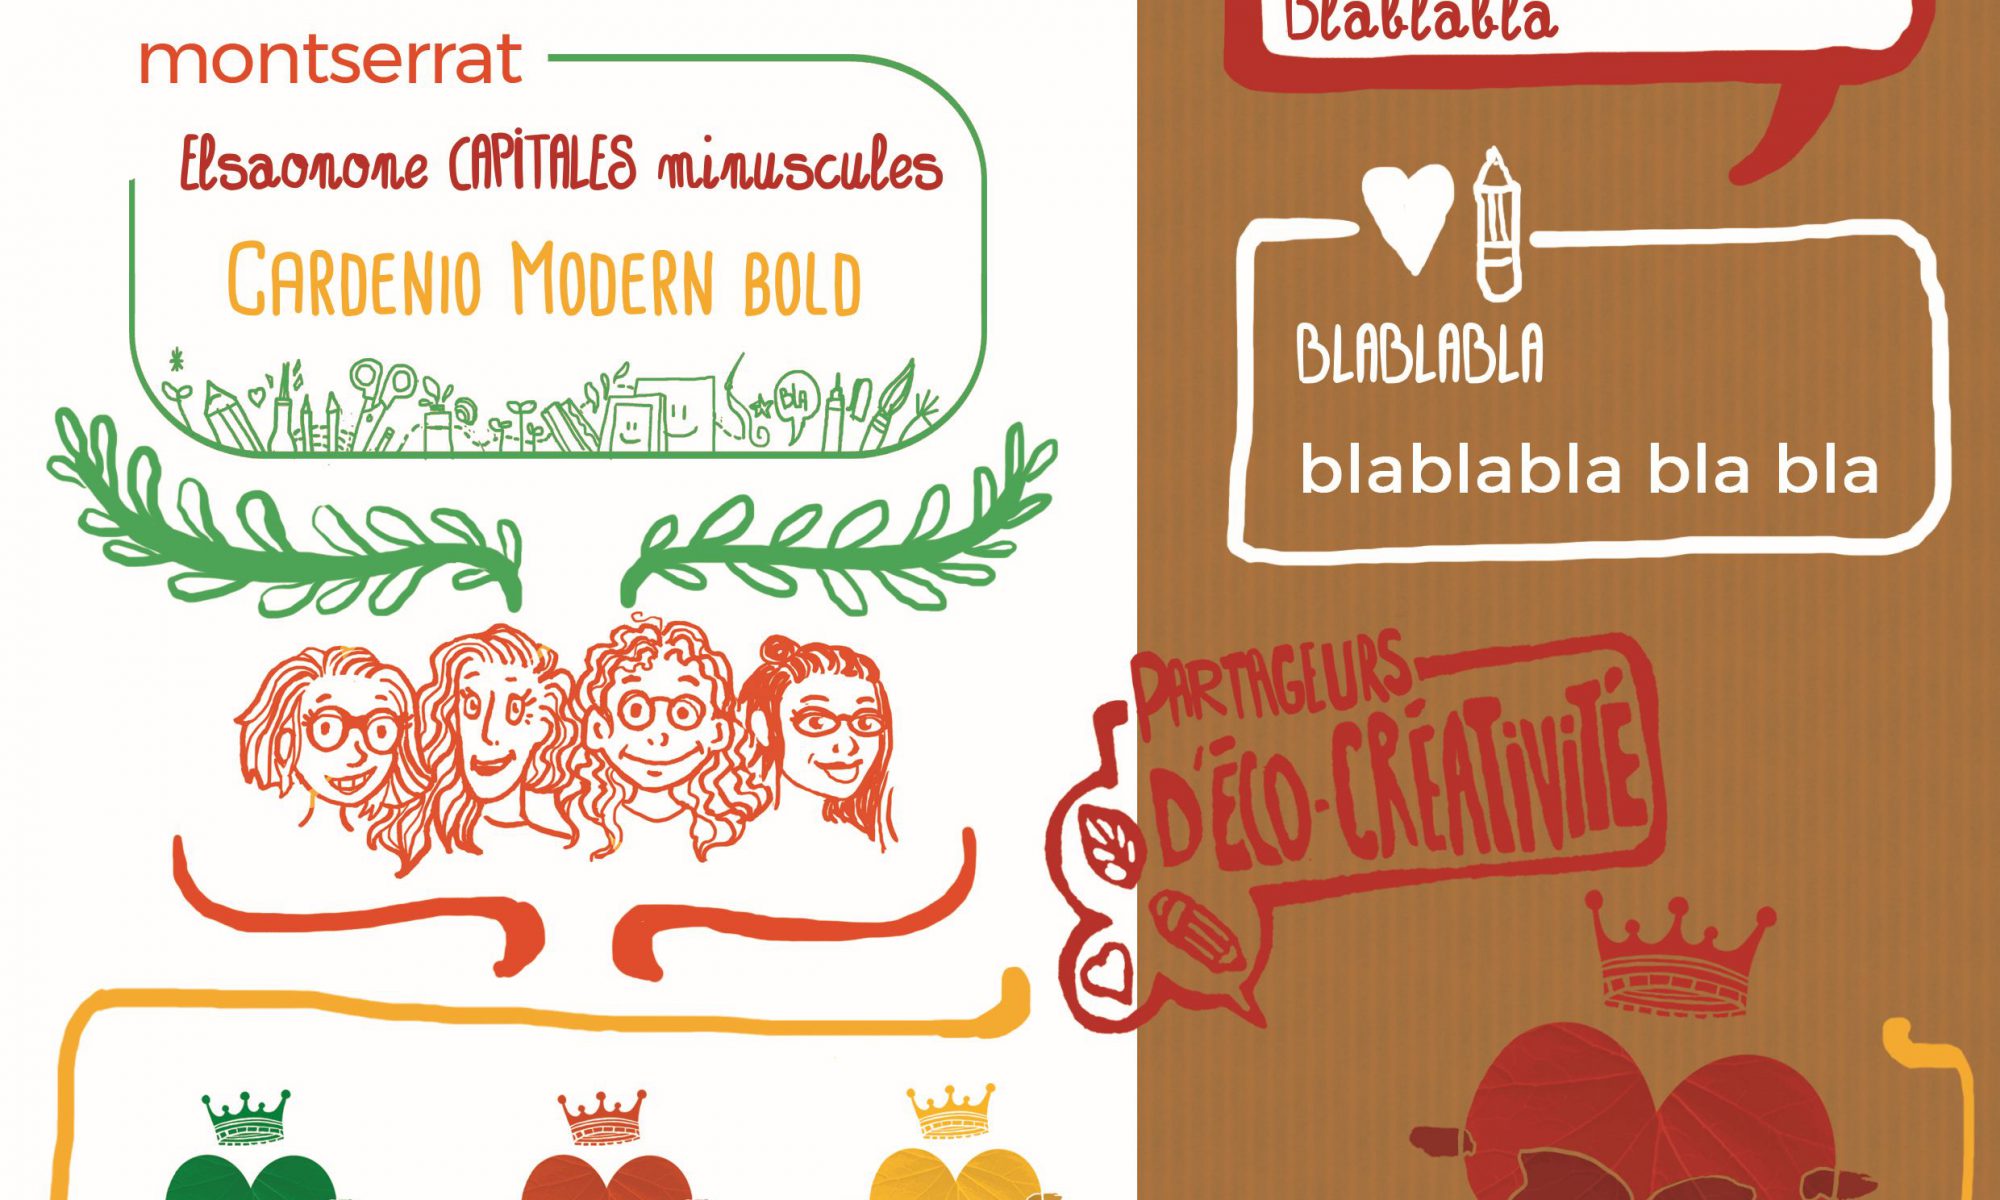 montserrat
Elsaonone CAPiTALES minuscules
CARDENIO MODERN BOLD
BLA
Blablabla
BLABLABLA
blablabla bla bla
PARTAGEURS
D'ÉCO-CRÉATiViTÉ